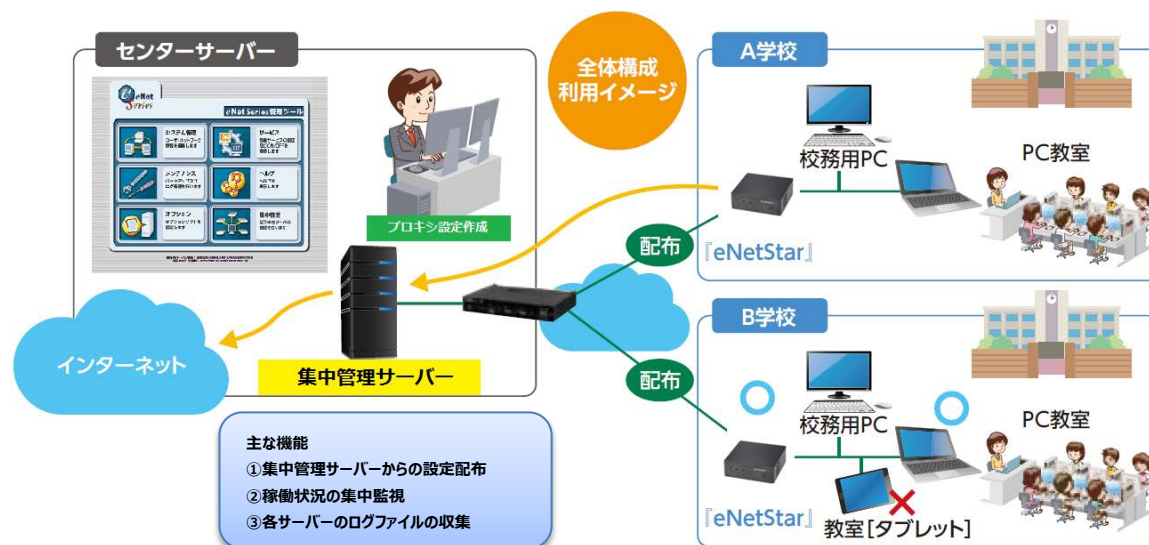 センターサーバー
eNet
Series
eNet Series 管理ツール
システム管理
サービス
メンテナンス
ヘルプ
オプション
集中管理
プロキシ設定作成
全体構成
利用イメージ
インターネット
集中管理サーバー
配布
配布
主な機能
①集中管理サーバーからの設定配布
②稼働状況の集中監視
③各サーバーのログファイルの収集
A学校
校務用PC
PC教室
『eNetStar』
B学校
校務用PC
PC教室
『eNetStar』
教室[タブレット]